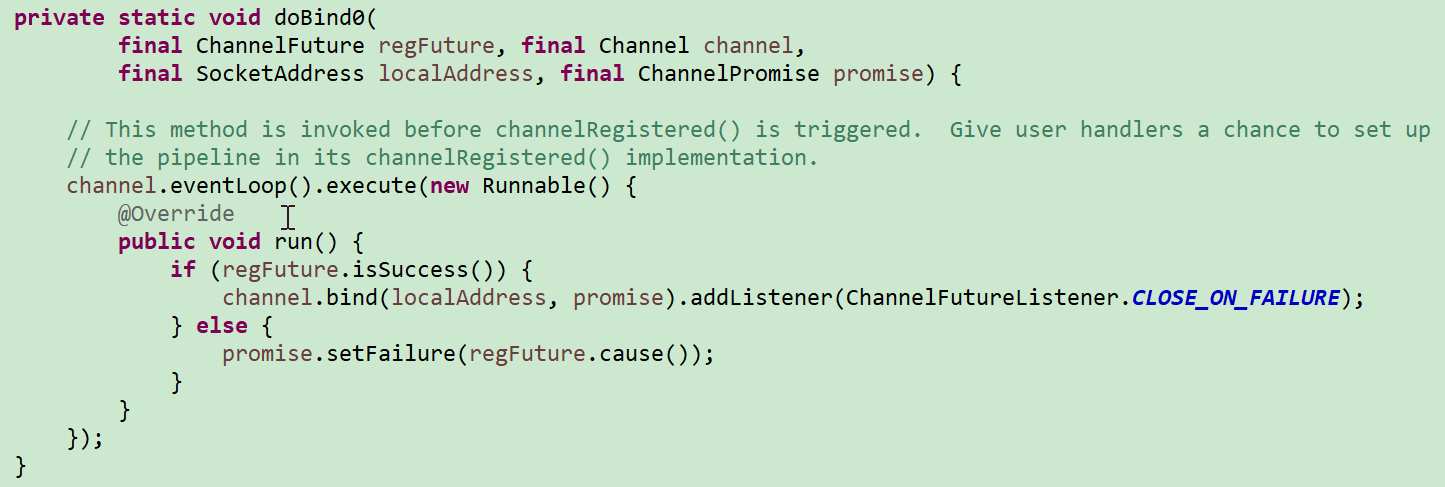 private static void doBind0(
        final ChannelFuture regFuture, final Channel channel,
        final SocketAddress localAddress, final ChannelPromise promise) {

    // This method is invoked before channelRegistered() is triggered.  Give user handlers a chance to set up
    // the pipeline in its channelRegistered() implementation.
    channel.eventLoop().execute(new Runnable() {
        @Override
        public void run() {
            if (regFuture.isSuccess()) {
                channel.bind(localAddress, promise).addListener(ChannelFutureListener.CLOSE_ON_FAILURE);
            } else {
                promise.setFailure(regFuture.cause());
            }
        }
    });
}